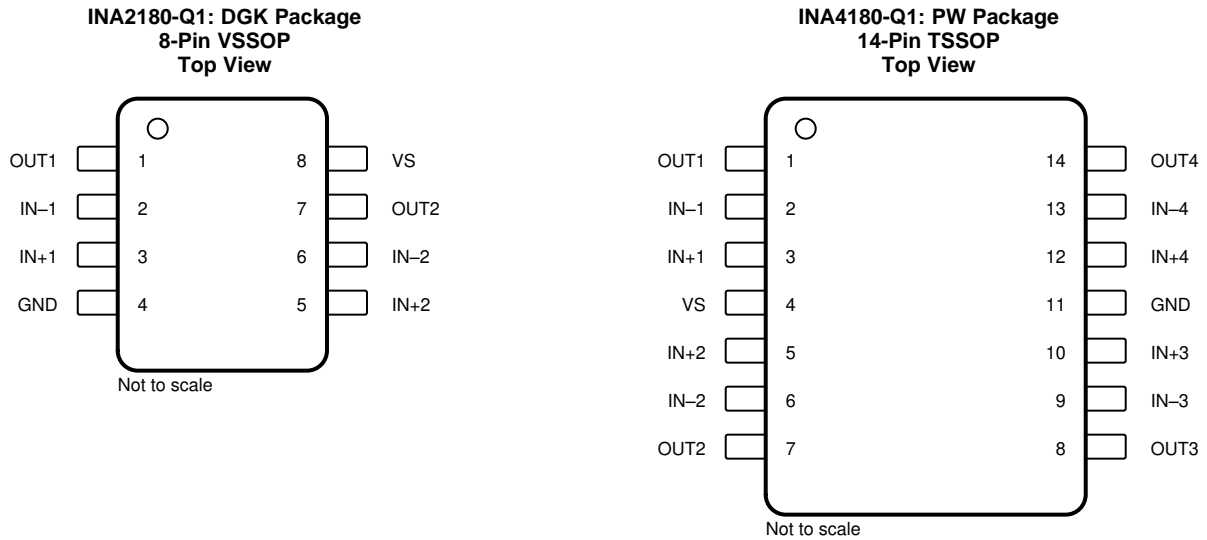 INA2180-Q1: DGK Package
8-Pin VSSOP
Top View
OUT1 1 8 VS
IN–1 2 7 OUT2
IN+1 3 6 IN–2
GND 4 5 IN+2
Not to scale
INA4180-Q1: PW Package
14-Pin TSSOP
Top View
OUT1 1 14 OUT4
IN–1 2 13 IN–4
IN+1 3 12 IN+4
VS 4 11 GND
IN+2 5 10 IN+3
IN–2 6 9 IN–3
OUT2 7 8 OUT3
Not to scale